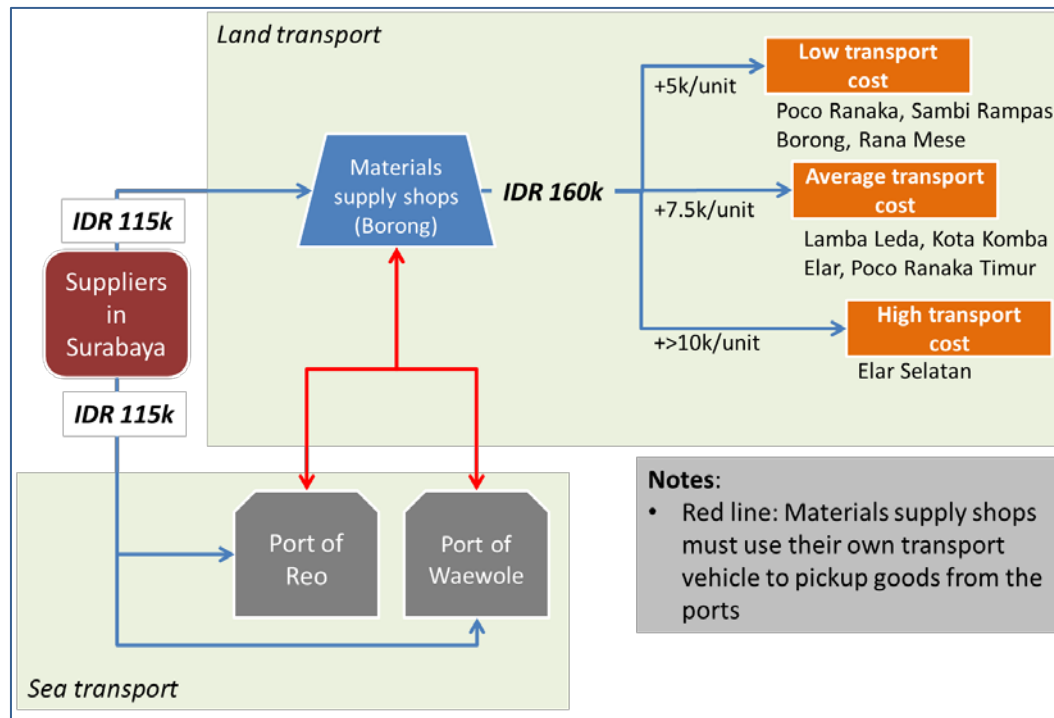 Land transport
Low transport
cost
+5k/unit
Poco Ranaka, Sambi Rampas
Borong, Rana Mese
Materials
supply shops
(Borong)
IDR 160k
Average transport
cost
+7.5k/unit
Lamba Leda, Kota Komba
Elar, Poco Ranaka Timur
IDR 115k
Suppliers
in
Surabaya
IDR 115k
High transport
cost
+>10k/unit
Elar Selatan
Notes:
• Red line: Materials supply shops
must use their own transport
vehicle to pickup goods from the
ports
Port of
Reo
Port of
Waewole
Sea transport